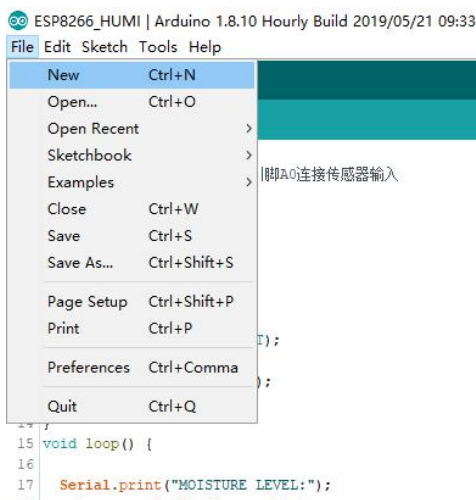 ESP8266_HUMI | Arduino 1.8.10 Hourly Build 2019/05/21 09:33
File Edit Sketch Tools Help
New Ctrl+N
Open... Ctrl+O
Open Recent >
Sketchbook >
Examples >
脚A0连接传感器输入
Close Ctrl+W
Save Ctrl+S
Save As... Ctrl+Shift+S
Page Setup Ctrl+Shift+P
Print Ctrl+P
T);
Preferences Ctrl+Comma
);
Quit Ctrl+Q
14 }
15 void loop() {
16
17 Serial.print("MOISTURE LEVEL:");